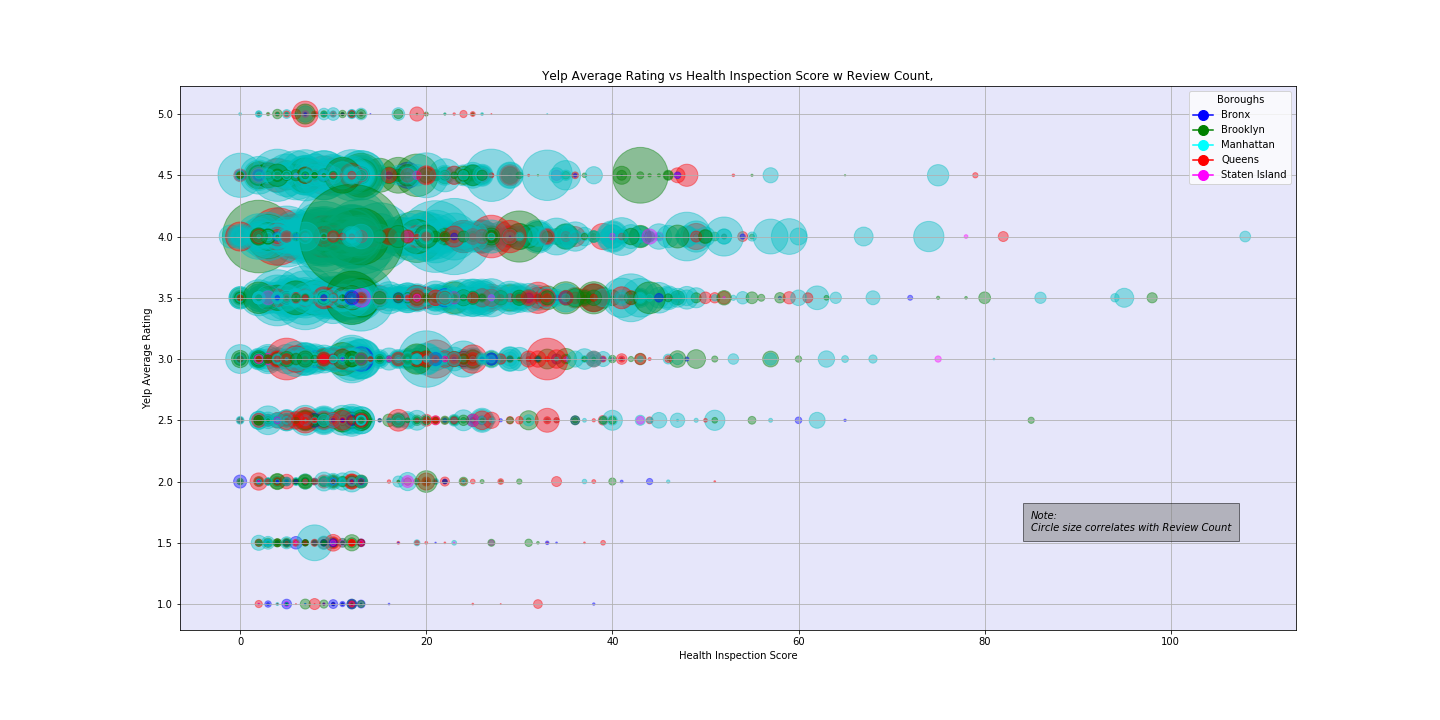 Yelp Average Rating vs Health Inspection Score w Review Count,
Boroughs
Bronx
Brooklyn
Manhattan
Queens
Staten Island
Yelp Average Rating
5.0
4.5
4.0
3.5
3.0
2.5
2.0
1.5
1.0
Note:
Circle size correlates with Review Count
0 20 40 60 80 100
Health Inspection Score